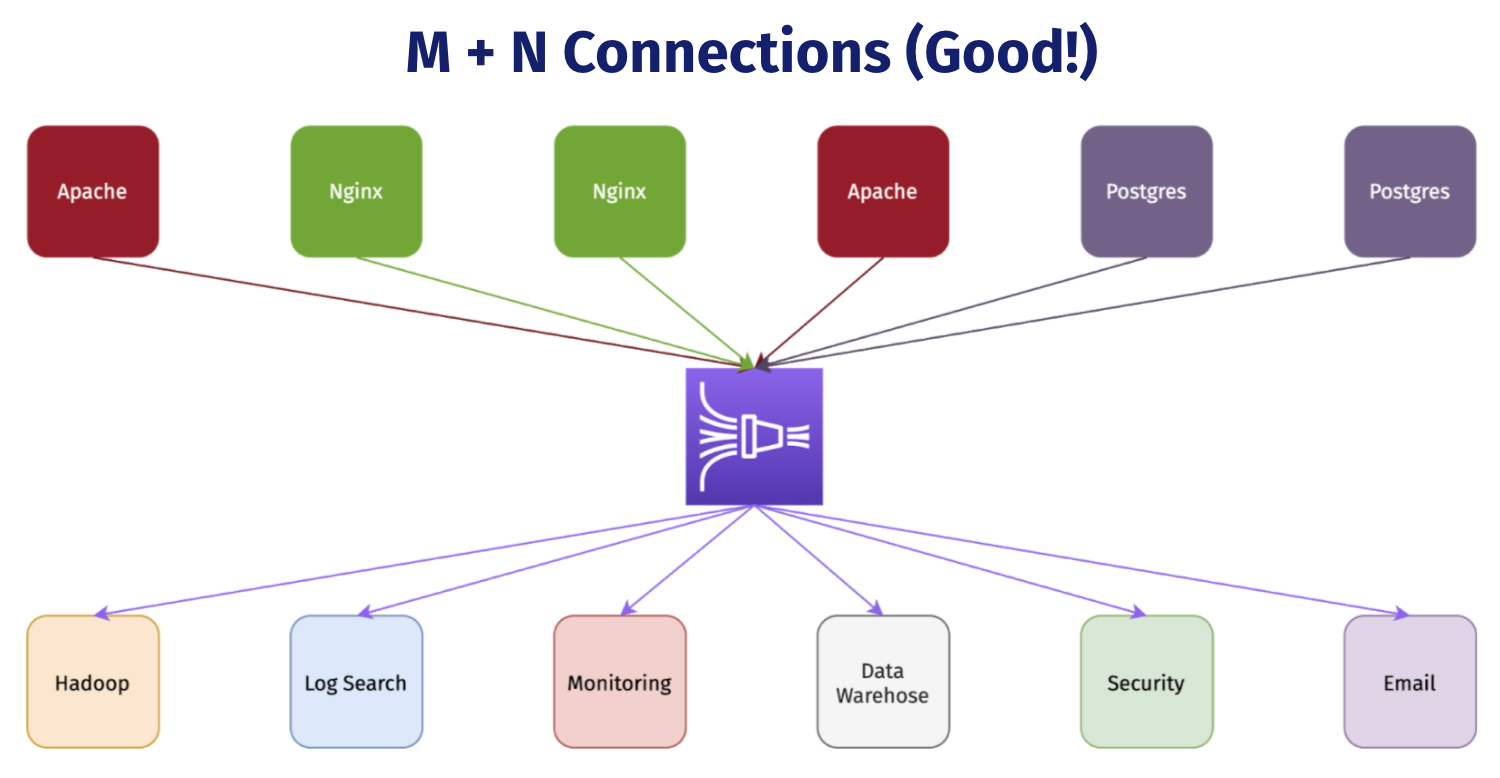 M + N Connections (Good!)
Apache
Nginx
Nginx
Apache
Postgres
Postgres
Hadoop
Log Search
Monitoring
Data
Warehose
Security
Email